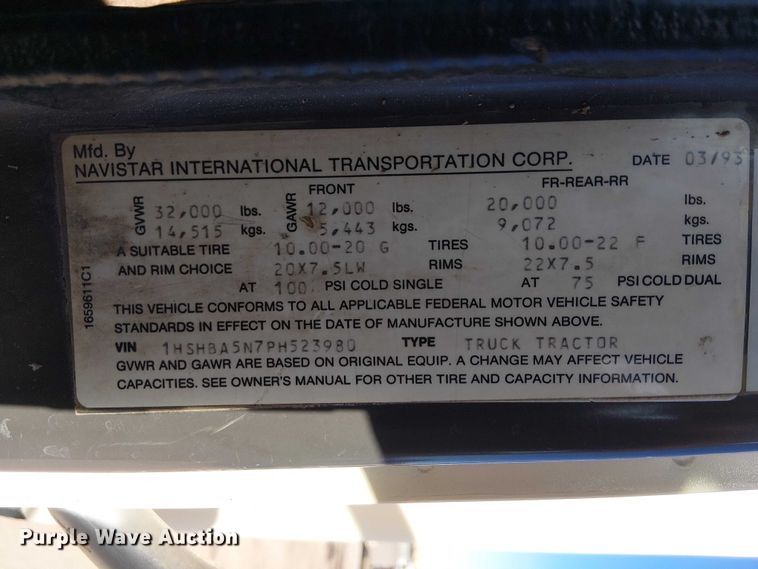 Mfd. By
NAVISTAR INTERNATIONAL TRANSPORTATION CORP. DATE 03/93
FRONT FR-REAR-RR
GVWR 32,000 lbs. GAWR 12,000 lbs. 20,000 lbs.
14,515 kgs. 5,443 kgs. 9,072 kgs.
A SUITABLE TIRE 10.00-20 G TIRES 10.00-22 F TIRES
AND RIM CHOICE 20X7.5LW RIMS 22X7.5 RIMS
AT 100 PSI COLD SINGLE AT 75 PSI COLD DUAL
THIS VEHICLE CONFORMS TO ALL APPLICABLE FEDERAL MOTOR VEHICLE SAFETY
STANDARDS IN EFFECT ON THE DATE OF MANUFACTURE SHOWN ABOVE.
VIN 1HSHBA5N7PH523980 TYPE TRUCK TRACTOR
GVWR AND GAWR ARE BASED ON ORIGINAL EQUIP. A CHANGE MAY AFFECT VEHICLE
CAPACITIES. SEE OWNER'S MANUAL FOR OTHER TIRE AND CAPACITY INFORMATION.
1659611C1
Purple Wave Auction